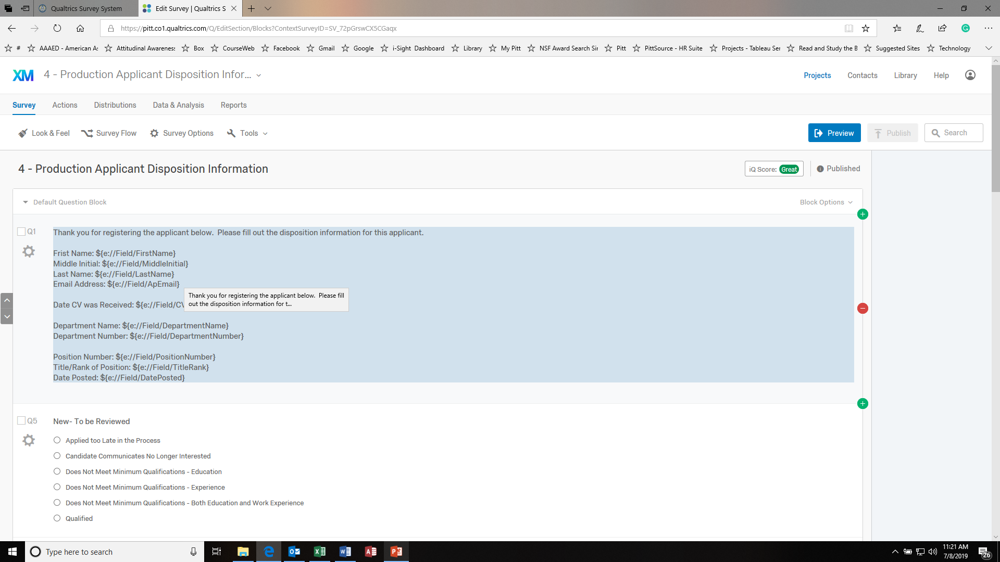 Qualtrics Survey System
Edit Survey | Qualtrics S
https://pitt.co1.qualtrics.com/Q/EditSection/Blocks?ContextSurveyID=SV_72pGrswCX5CGaqx
# AAAED - American A: Attitudinal Awareness Box CourseWeb Facebook Gmail Google i-Sight Dashboard Library My Pitt NSF Award Search Sir Pitt PittSource - HR Suite Projects - Tableau Ser Read and Study the B Suggested Sites Technology
XM 4 - Production Applicant Disposition Infor...
Projects Contacts Library Help
Survey Actions Distributions Data & Analysis Reports
Look & Feel Survey Flow Survey Options Tools
Preview Publish Search
4 - Production Applicant Disposition Information
iQ Score: Great
Published
Default Question Block
Block Options
Q1
Thank you for registering the applicant below.  Please fill out the disposition information for this applicant.
Frist Name: ${e://Field/FirstName}
Middle Initial: ${e://Field/MiddleInitial}
Last Name: ${e://Field/LastName}
Email Address: ${e://Field/ApEmail}
Thank you for registering the applicant below.  Please fill
out the disposition information for t...
Date CV was Received: ${e://Field/CV
Department Name: ${e://Field/DepartmentName}
Department Number: ${e://Field/DepartmentNumber}
Position Number: ${e://Field/PositionNumber}
Title/Rank of Position: ${e://Field/TitleRank}
Date Posted: ${e://Field/DatePosted}
Q5
New- To be Reviewed
Applied too Late in the Process
Candidate Communicates No Longer Interested
Does Not Meet Minimum Qualifications - Education
Does Not Meet Minimum Qualifications - Experience
Does Not Meet Minimum Qualifications - Both Education and Work Experience
Qualified
Type here to search
11:21 AM
7/8/2019
26